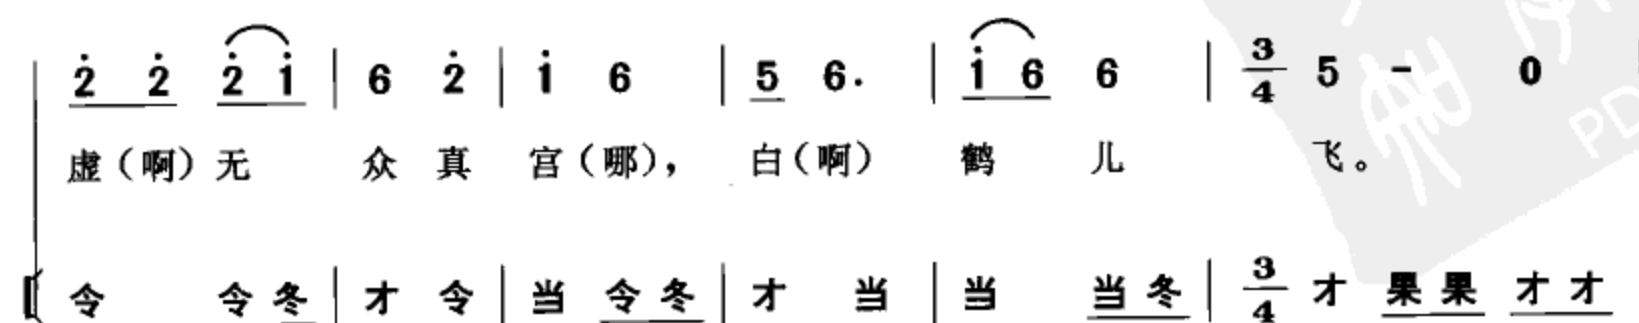 2̇ 2̇ 2̇ 1̇ | 6 2̇ | 1̇ 6 | 5 6. | 1̇ 6 6 | 3/4 5 - 0
虚（啊）无 众 真 宫（哪）， 白（啊） 鹤 儿 飞。
令 令 冬 | 才 令 | 当 令 冬 | 才 当 | 当 当 冬 | 3/4 才 果 果 才 才
PD